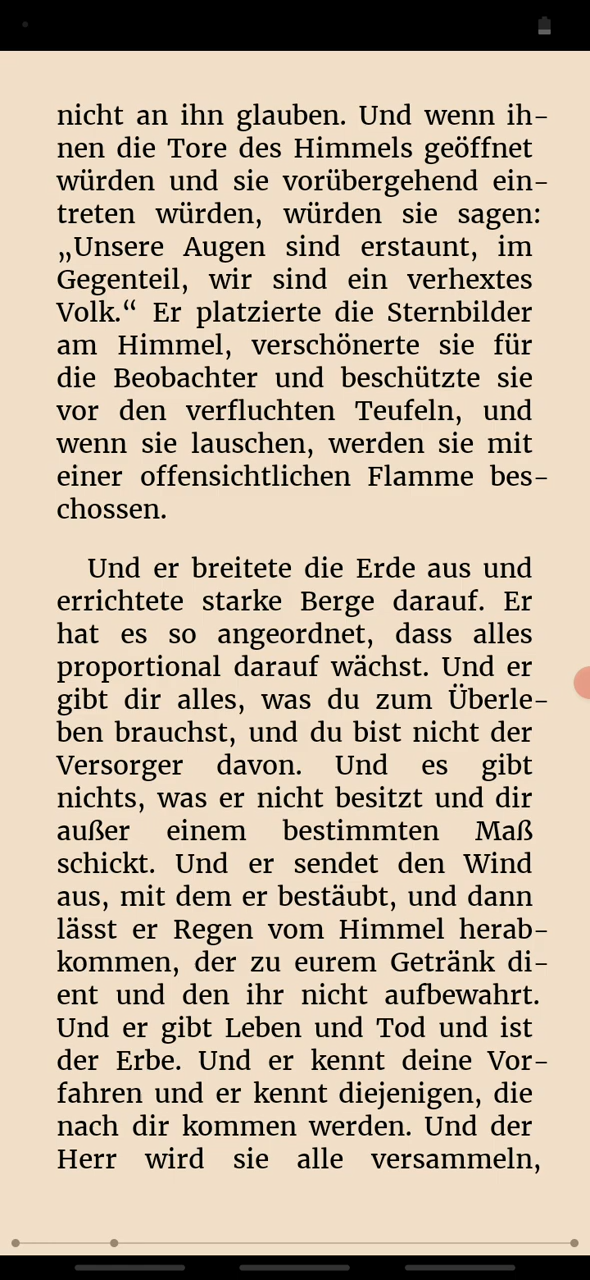 nicht an ihn glauben. Und wenn ih-
nen die Tore des Himmels geöffnet
würden und sie vorübergehend ein-
treten würden, würden sie sagen:
„Unsere Augen sind erstaunt, im
Gegenteil, wir sind ein verhextes
Volk.“ Er platzierte die Sternbilder
am Himmel, verschönerte sie für
die Beobachter und beschützte sie
vor den verfluchten Teufeln, und
wenn sie lauschen, werden sie mit
einer offensichtlichen Flamme bes-
chossen.
Und er breitete die Erde aus und
errichtete starke Berge darauf. Er
hat es so angeordnet, dass alles
proportional darauf wächst. Und er
gibt dir alles, was du zum Überle-
ben brauchst, und du bist nicht der
Versorger davon. Und es gibt
nichts, was er nicht besitzt und dir
außer einem bestimmten Maß
schickt. Und er sendet den Wind
aus, mit dem er bestäubt, und dann
lässt er Regen vom Himmel herab-
kommen, der zu eurem Getränk di-
ent und den ihr nicht aufbewahrt.
Und er gibt Leben und Tod und ist
der Erbe. Und er kennt deine Vor-
fahren und er kennt diejenigen, die
nach dir kommen werden. Und der
Herr wird sie alle versammeln,